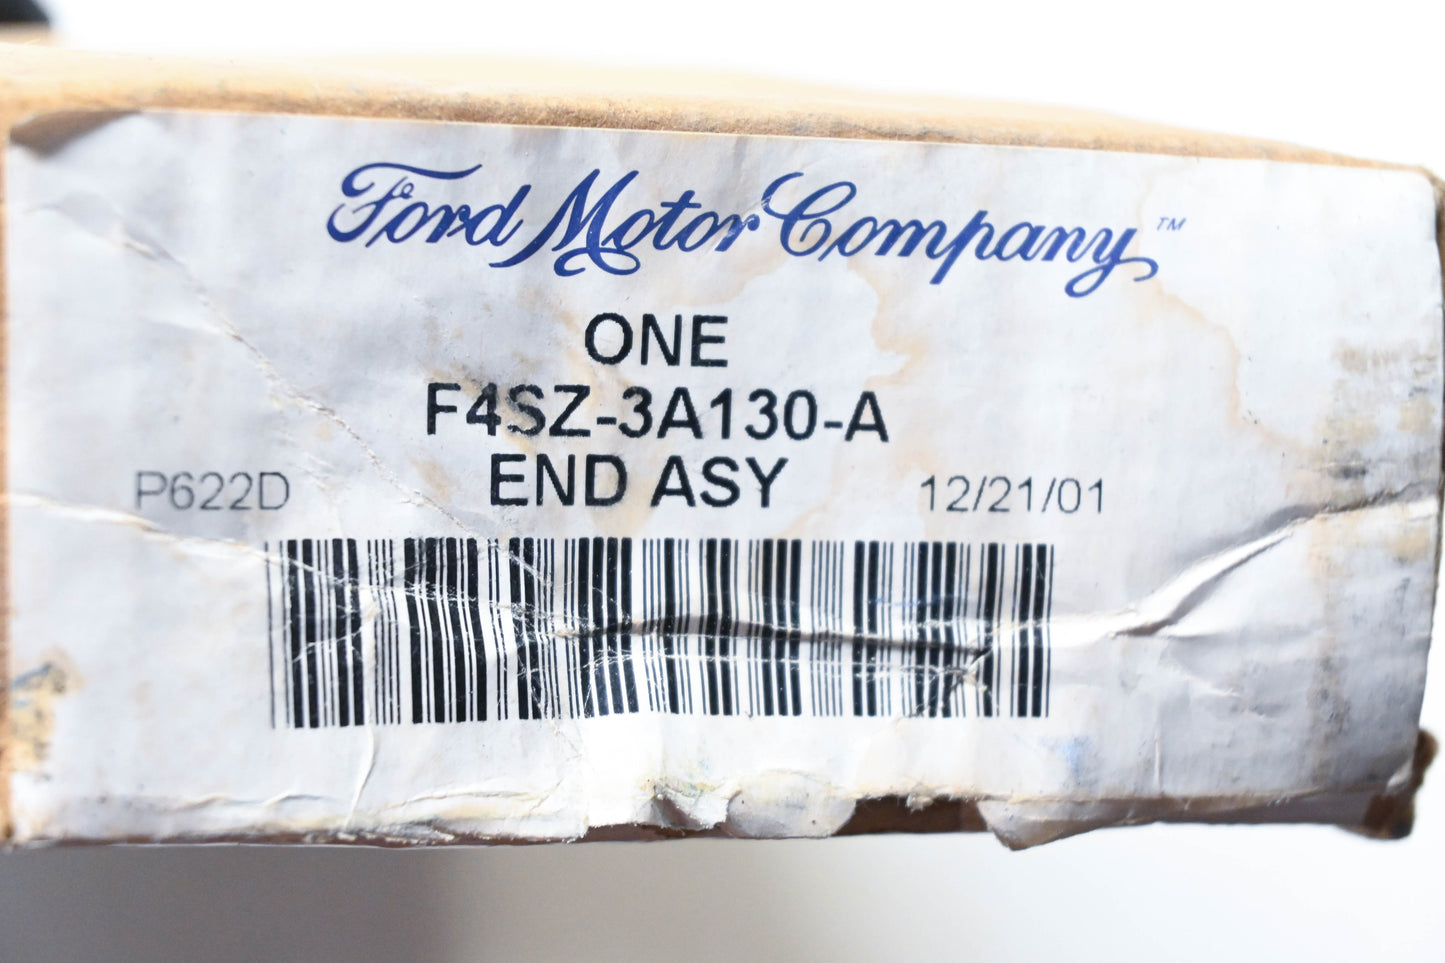 Ford Motor Company™
ONE
F4SZ-3A130-A
END ASY
P622D 12/21/01